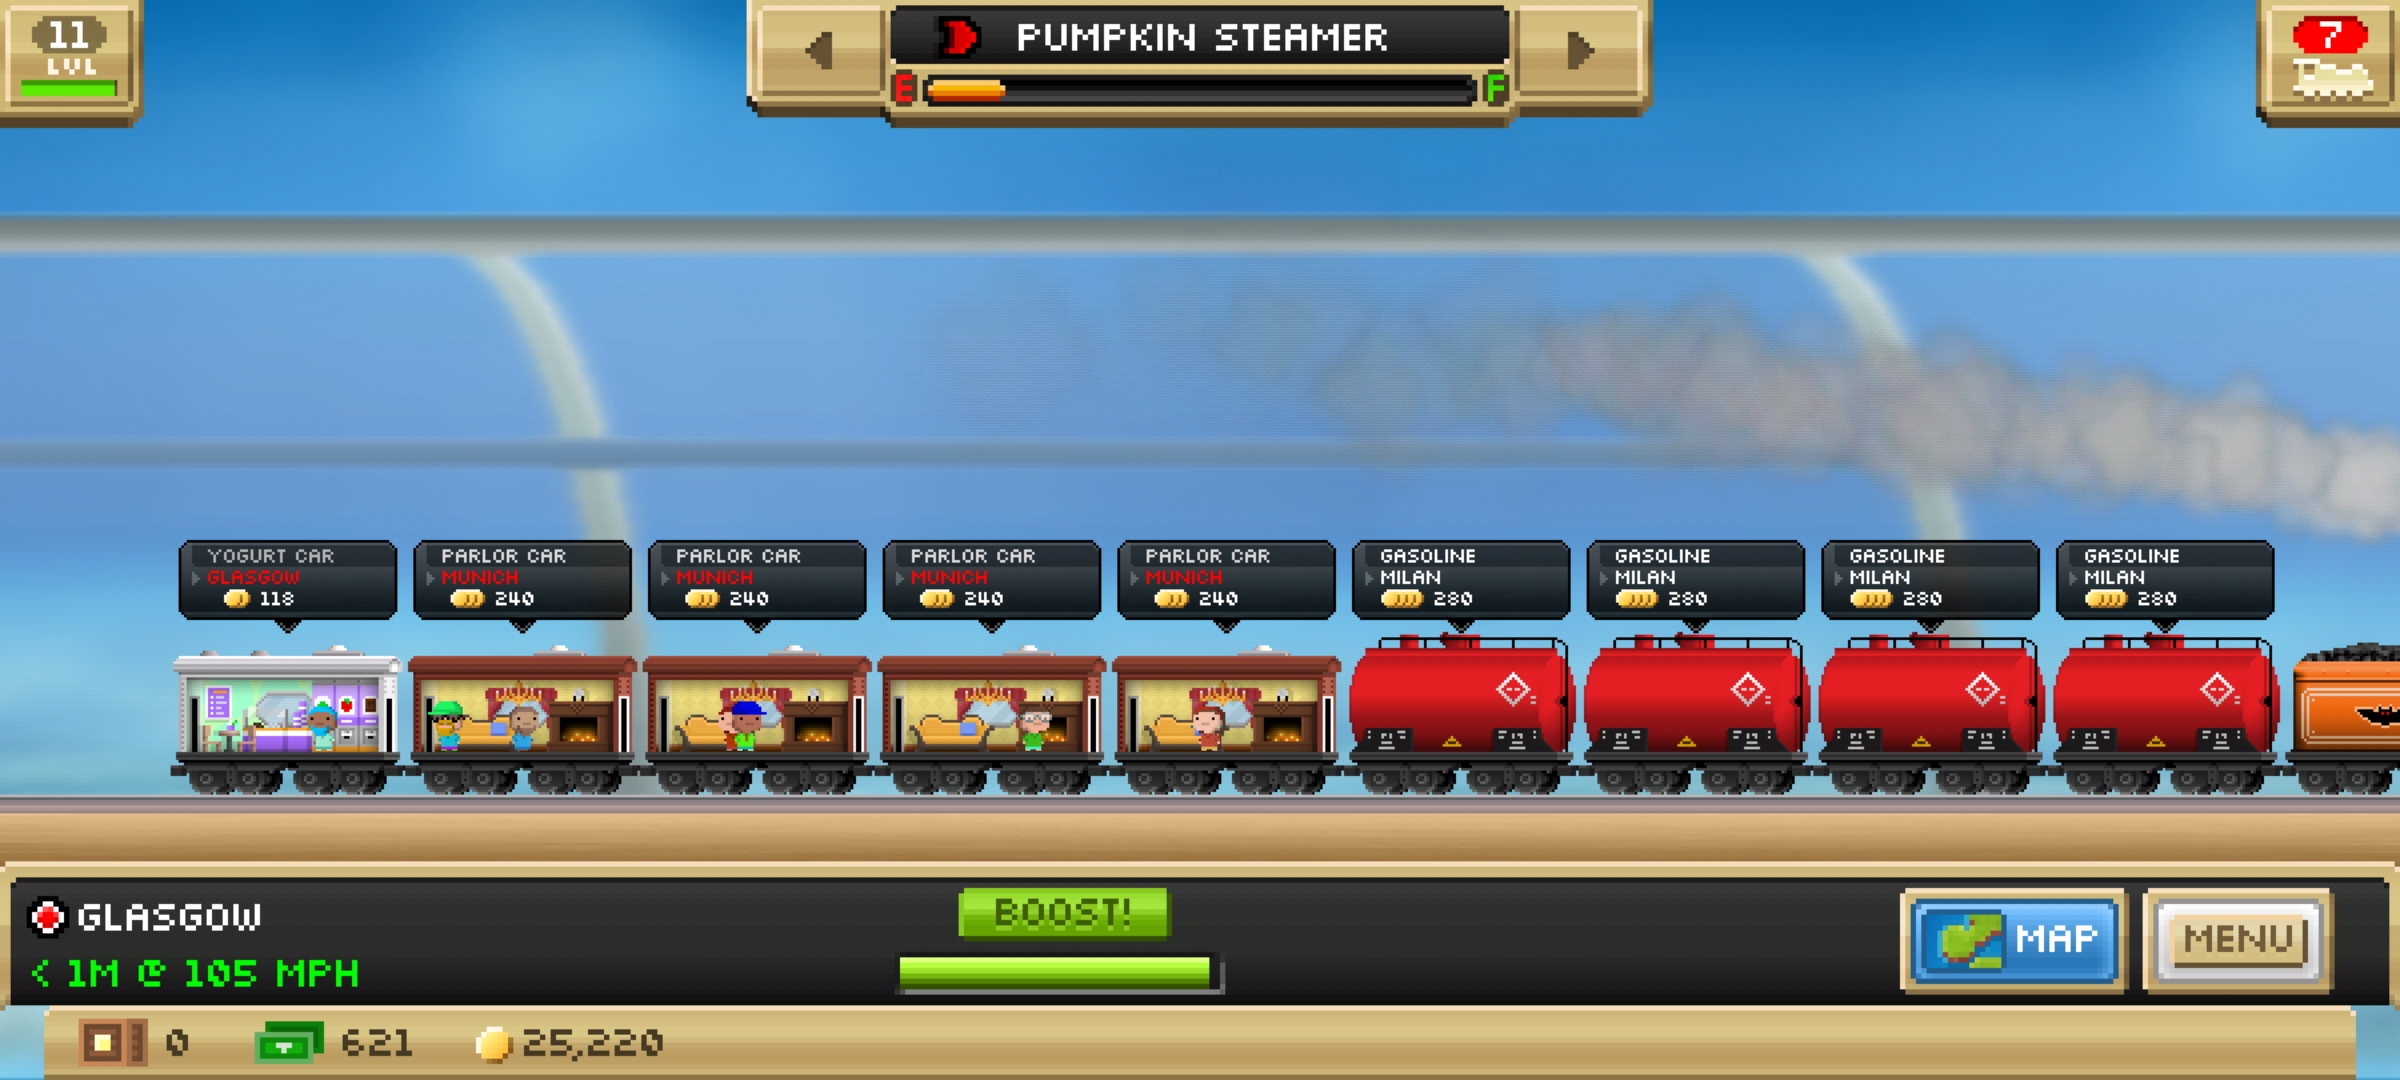 11
LVL
PUMPKIN STEAMER
E F
7
YOGURT CAR
GLASGOW
118
PARLOR CAR
MUNICH
240
PARLOR CAR
MUNICH
240
PARLOR CAR
MUNICH
240
PARLOR CAR
MUNICH
240
GASOLINE
MILAN
280
GASOLINE
MILAN
280
GASOLINE
MILAN
280
GASOLINE
MILAN
280
GLASGOW
< 1M @ 105 MPH
BOOST!
MAP
MENU
0
621
25,220